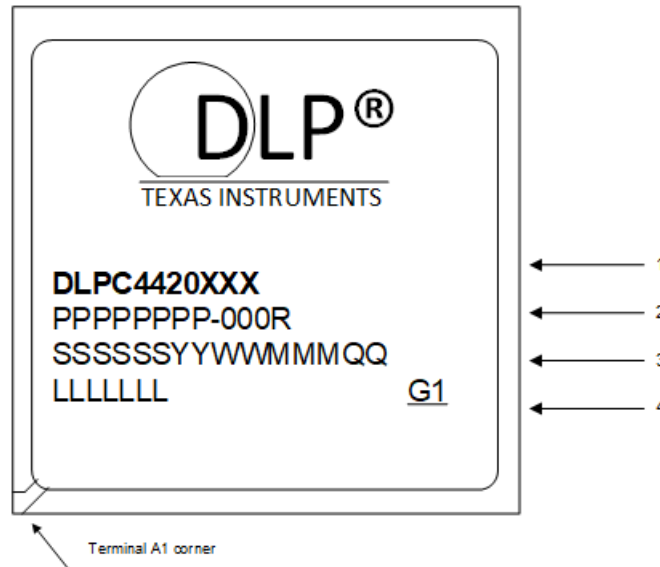 DLP®
TEXAS INSTRUMENTS
DLPC4420XXX
PPPPPPPP-000R
SSSSSSYYWWMMMQQ
LLLLLLL G1
1
2
3
4
Terminal A1 corner